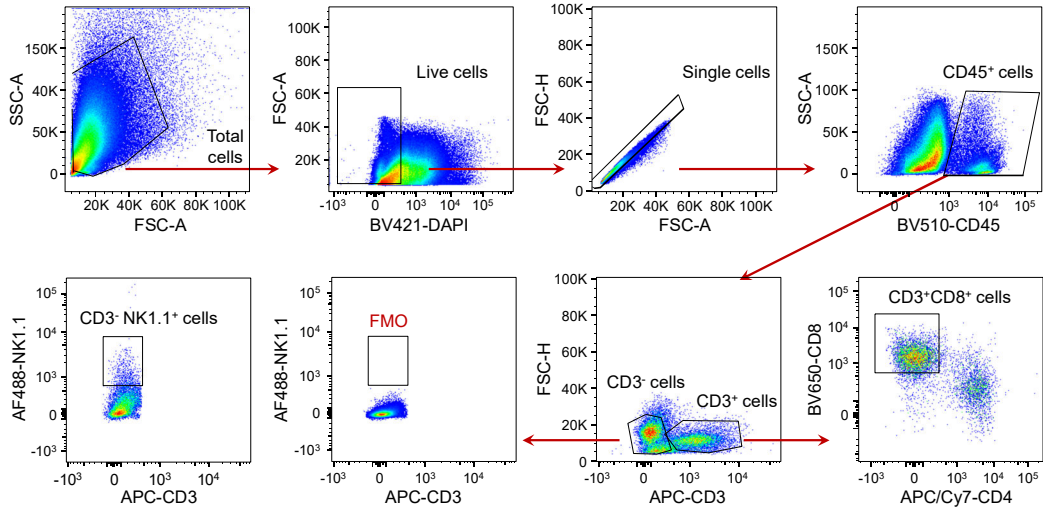 SSC-A
150K
40K
50K
0
20K 40K 60K 80K 100K
FSC-A
Total
cells
FSC-A
100K
80K
60K
40K
20K
0
-10³ 10³ 10⁴ 10⁵
BV421-DAPI
Live cells
FSC-H
100K
80K
60K
40K
20K
0
20K 40K 60K 80K 100K
FSC-A
Single cells
SSC-A
200K
150K
100K
50K
0
0 10³ 10⁴ 10⁵
BV510-CD45
CD45⁺ cells
AF488-NK1.1
10⁵
10⁴
10³
0
-10³
-10³ 0 10³ 10⁴ 10⁵
APC-CD3
CD3⁻ NK1.1⁺ cells
AF488-NK1.1
10⁵
10⁴
10³
0
-10³
-10³ 0 10³ 10⁴ 10⁵
APC-CD3
FMO
FSC-H
100K
80K
60K
40K
20K
0
-10³ 0 10³ 10⁴ 10⁵
APC-CD3
CD3⁻ cells
CD3⁺ cells
BV650-CD8
10⁵
10⁴
10³
0
-10³
-10³ 0 10³ 10⁴ 10⁵
APC/Cy7-CD4
CD3⁺CD8⁺ cells